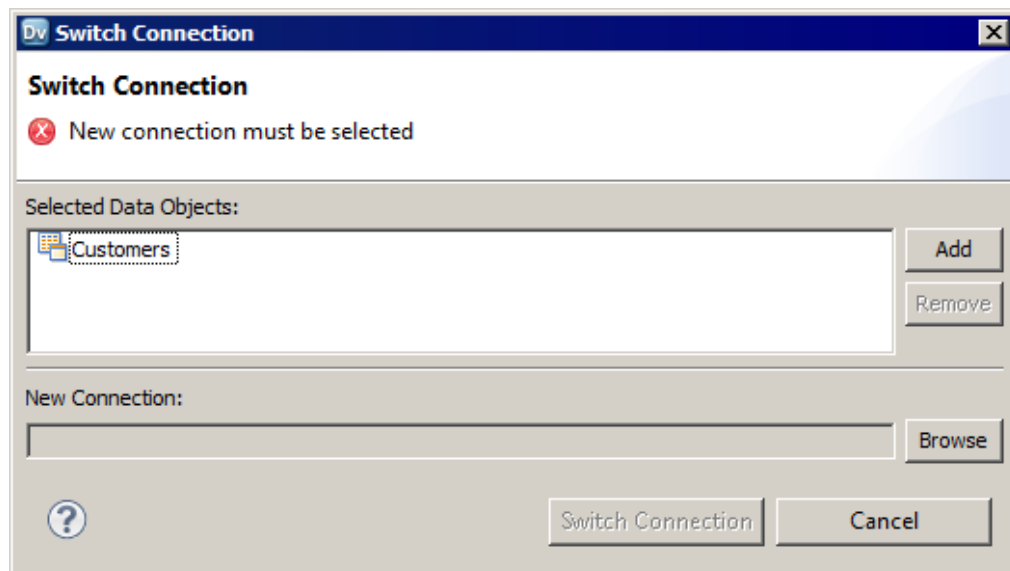 Dv Switch Connection
Switch Connection
New connection must be selected
Selected Data Objects:
Customers
Add
Remove
New Connection:
Browse
? Switch Connection Cancel